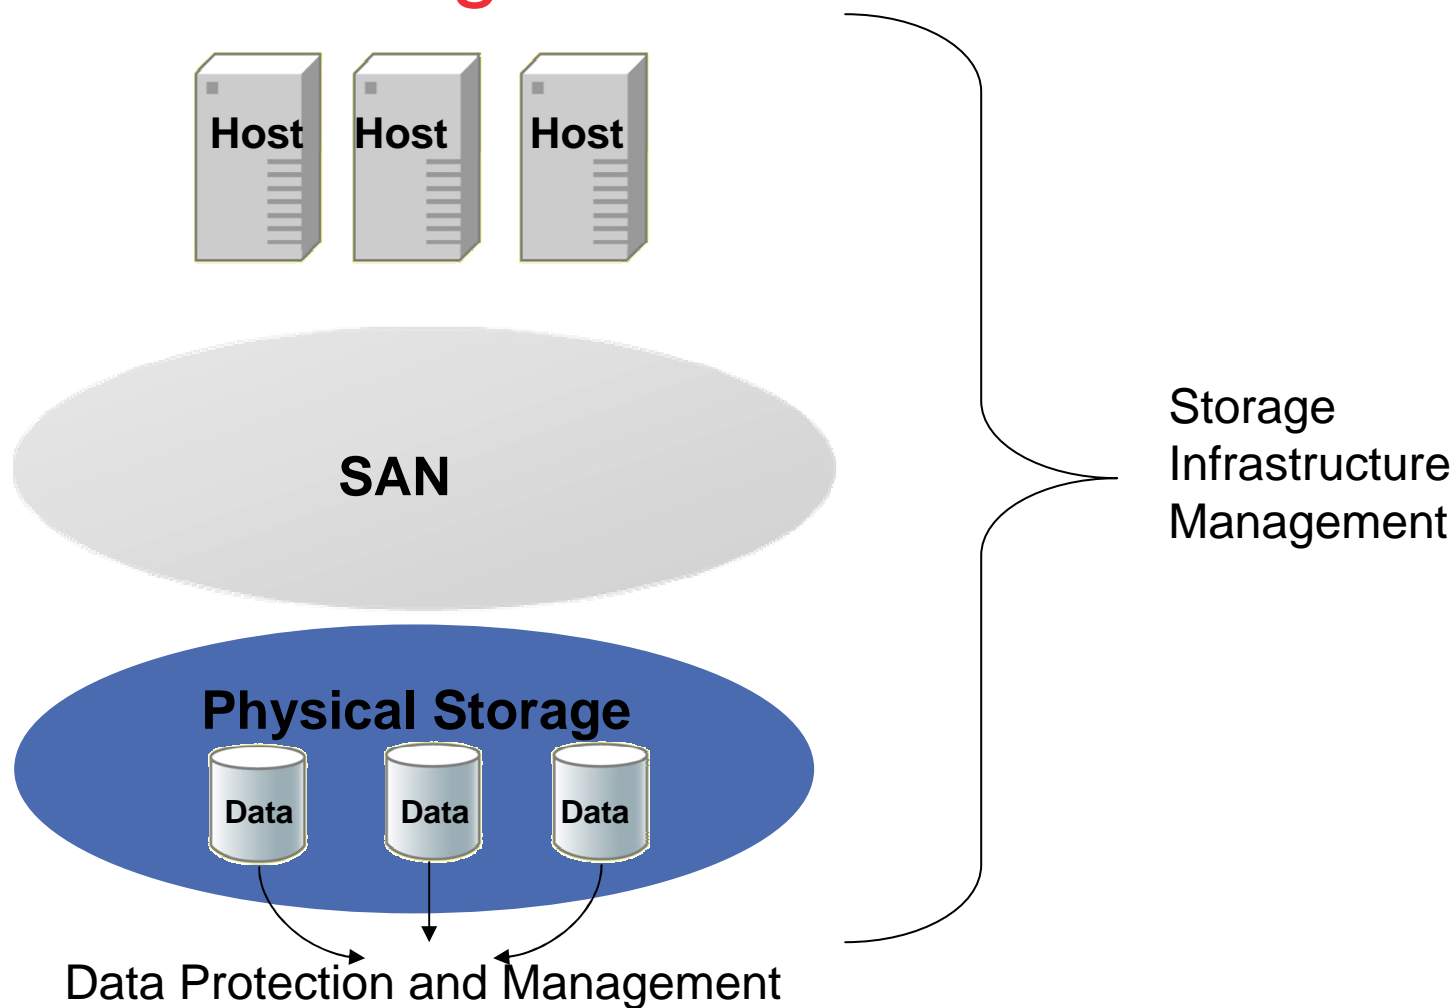 Host Host Host
SAN
Storage
Infrastructure
Management
Physical Storage
Data Data Data
Data Protection and Management